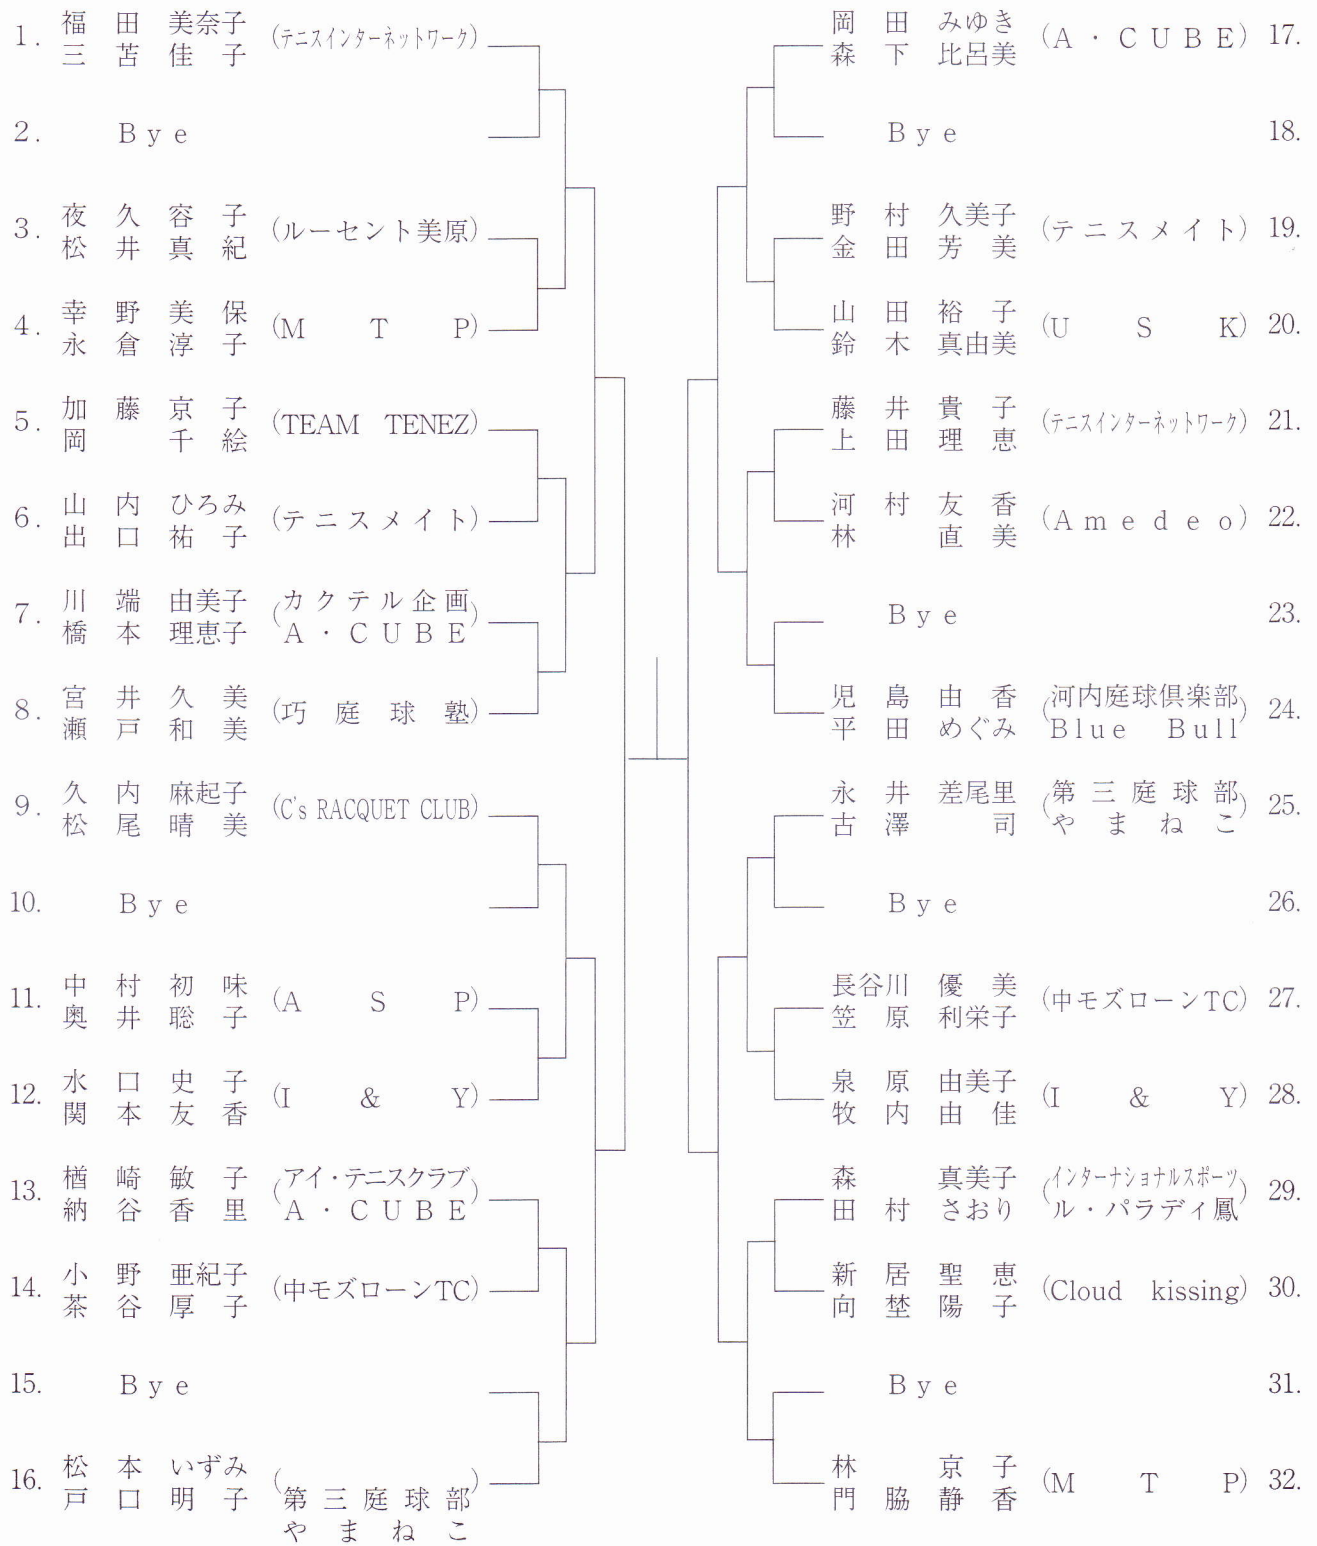 1. 福田 美奈子 (テニスインターネットワーク)
三苫 佳子
2. Bye
3. 夜久 容子 (ルーセント美原)
松井 真紀
4. 幸野 美保 (MTP)
永倉 淳子
5. 加藤 京子 (TEAM TENEZ)
岡 千絵
6. 山内 ひろみ (テニスメイト)
出口 祐子
7. 川端 由美子 (カクテル企画
橋本 理恵子 A・CUBE)
8. 宮井 久美 (巧庭球塾)
瀬戸 和美
9. 久内 麻起子 (C's RACQUET CLUB)
松尾 晴美
10. Bye
11. 中村 初味 (ASP)
奥井 聡子
12. 水口 史子 (I & Y)
関本 友香
13. 楢崎 敏子 (アイ・テニスクラブ
納谷 香里 A・CUBE)
14. 小野 亜紀子 (中モズローンTC)
茶谷 厚子
15. Bye
16. 松本 いずみ
戸口 明子 (第三庭球部
やまねこ)
岡田 みゆき (A・CUBE) 17.
森下 比呂美
Bye 18.
野村 久美子 (テニスメイト) 19.
金田 芳美
山田 裕子 (USK) 20.
鈴木 真由美
藤井 貴子 (テニスインターネットワーク) 21.
上田 理恵
河村 友香 (Amedeo) 22.
林 直美
Bye 23.
児島 由香 (河内庭球倶楽部 24.
平田 めぐみ Blue Bull)
永井 差尾里 (第三庭球部 25.
古澤 司 やまねこ)
Bye 26.
長谷川 優美 (中モズローンTC) 27.
笠原 利栄子
泉原 由美子 (I & Y) 28.
牧内 由佳
森 真美子 (インターナショナルスポーツ 29.
田村 さおり ル・パラディ鳳)
新居 聖恵 (Cloud kissing) 30.
向埜 陽子
Bye 31.
林 京子 (MTP) 32.
門脇 静香